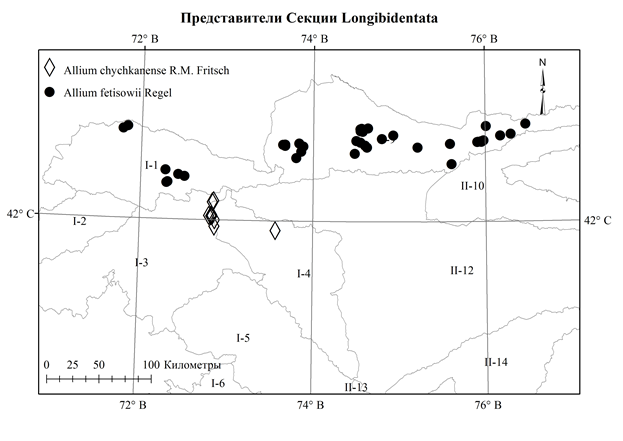 Представители Секции Longibidentata
72° В
74° В
76° В
Allium chychkanense R.M. Fritsch
Allium fetisowii Regel
N
I-1
II-10
42° С
42° С
I-2
I-3
I-4
II-12
I-5
0 25 50 100 Километры
II-14
I-6
II-13
72° В
74° В
76° В